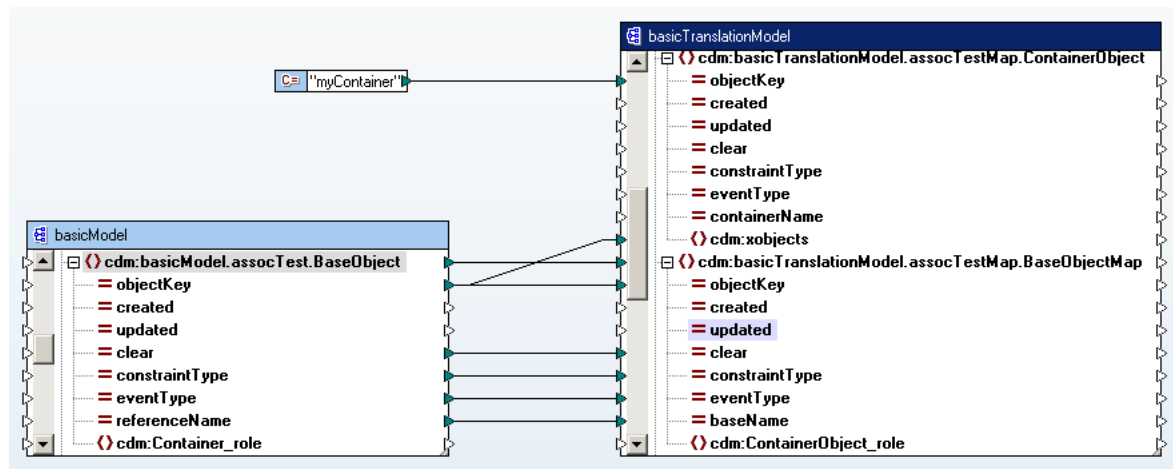 basicTranslationModel
cdm:basicTranslationModel.assocTestMap.ContainerObject
C= "myContainer"
= objectKey
= created
= updated
= clear
= constraintType
= eventType
= containerName
cdm:xobjects
basicModel
cdm:basicModel.assocTest.BaseObject
= objectKey
= created
= updated
= clear
= constraintType
= eventType
= referenceName
cdm:Container_role
cdm:basicTranslationModel.assocTestMap.BaseObjectMap
= objectKey
= created
= updated
= clear
= constraintType
= eventType
= baseName
cdm:ContainerObject_role